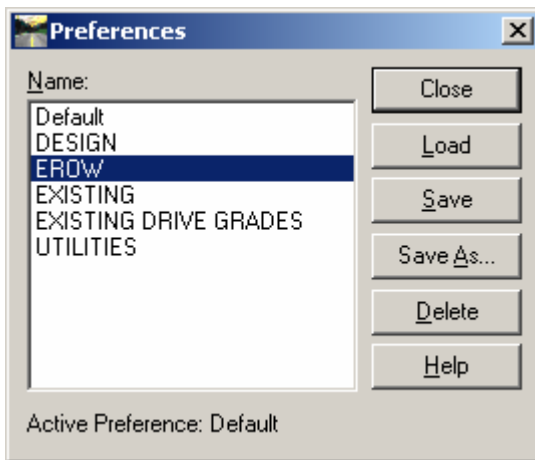 Preferences
Name:
Default
DESIGN
EROW
EXISTING
EXISTING DRIVE GRADES
UTILITIES
Close
Load
Save
Save As...
Delete
Help
Active Preference: Default